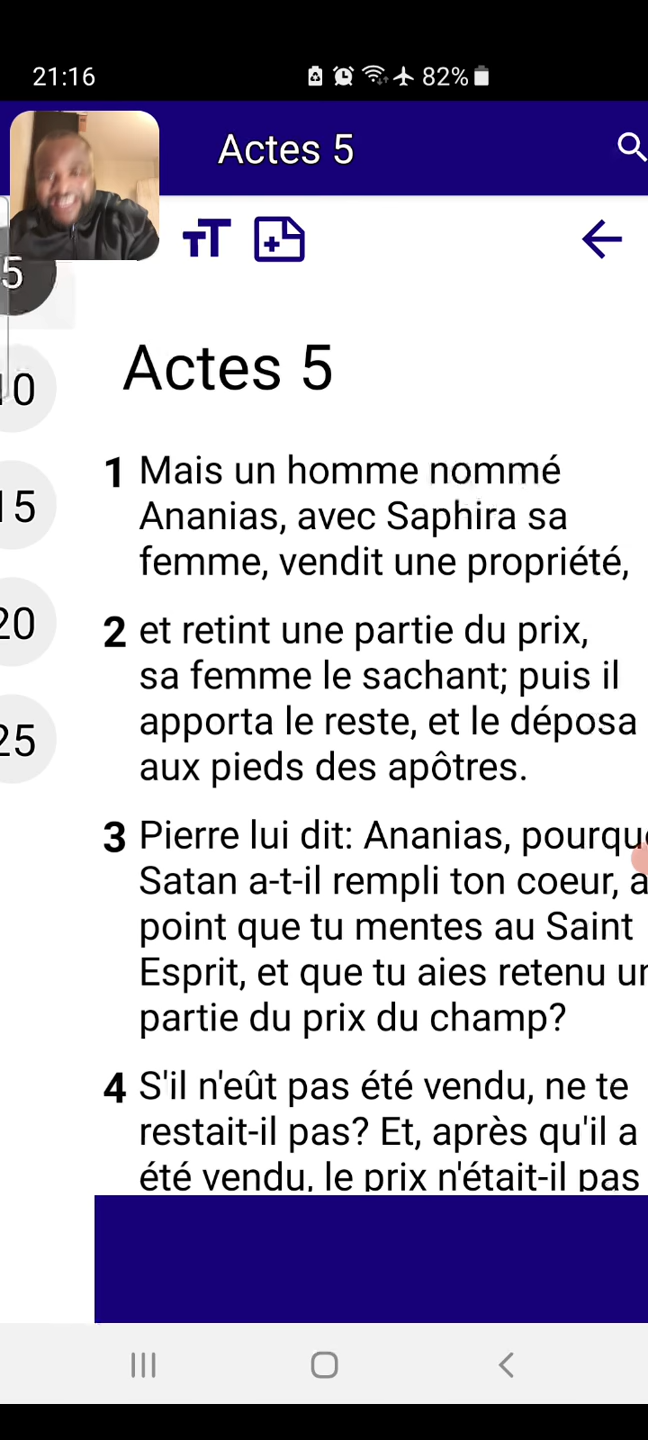 21:16
82%
Actes 5
TT
5
10
15
20
25
Actes 5
1 Mais un homme nommé
Ananias, avec Saphira sa
femme, vendit une propriété,
2 et retint une partie du prix,
sa femme le sachant; puis il
apporta le reste, et le déposa
aux pieds des apôtres.
3 Pierre lui dit: Ananias, pourqu
Satan a-t-il rempli ton coeur, a
point que tu mentes au Saint
Esprit, et que tu aies retenu un
partie du prix du champ?
4 S'il n'eût pas été vendu, ne te
restait-il pas? Et, après qu'il a
été vendu, le prix n'était-il pas